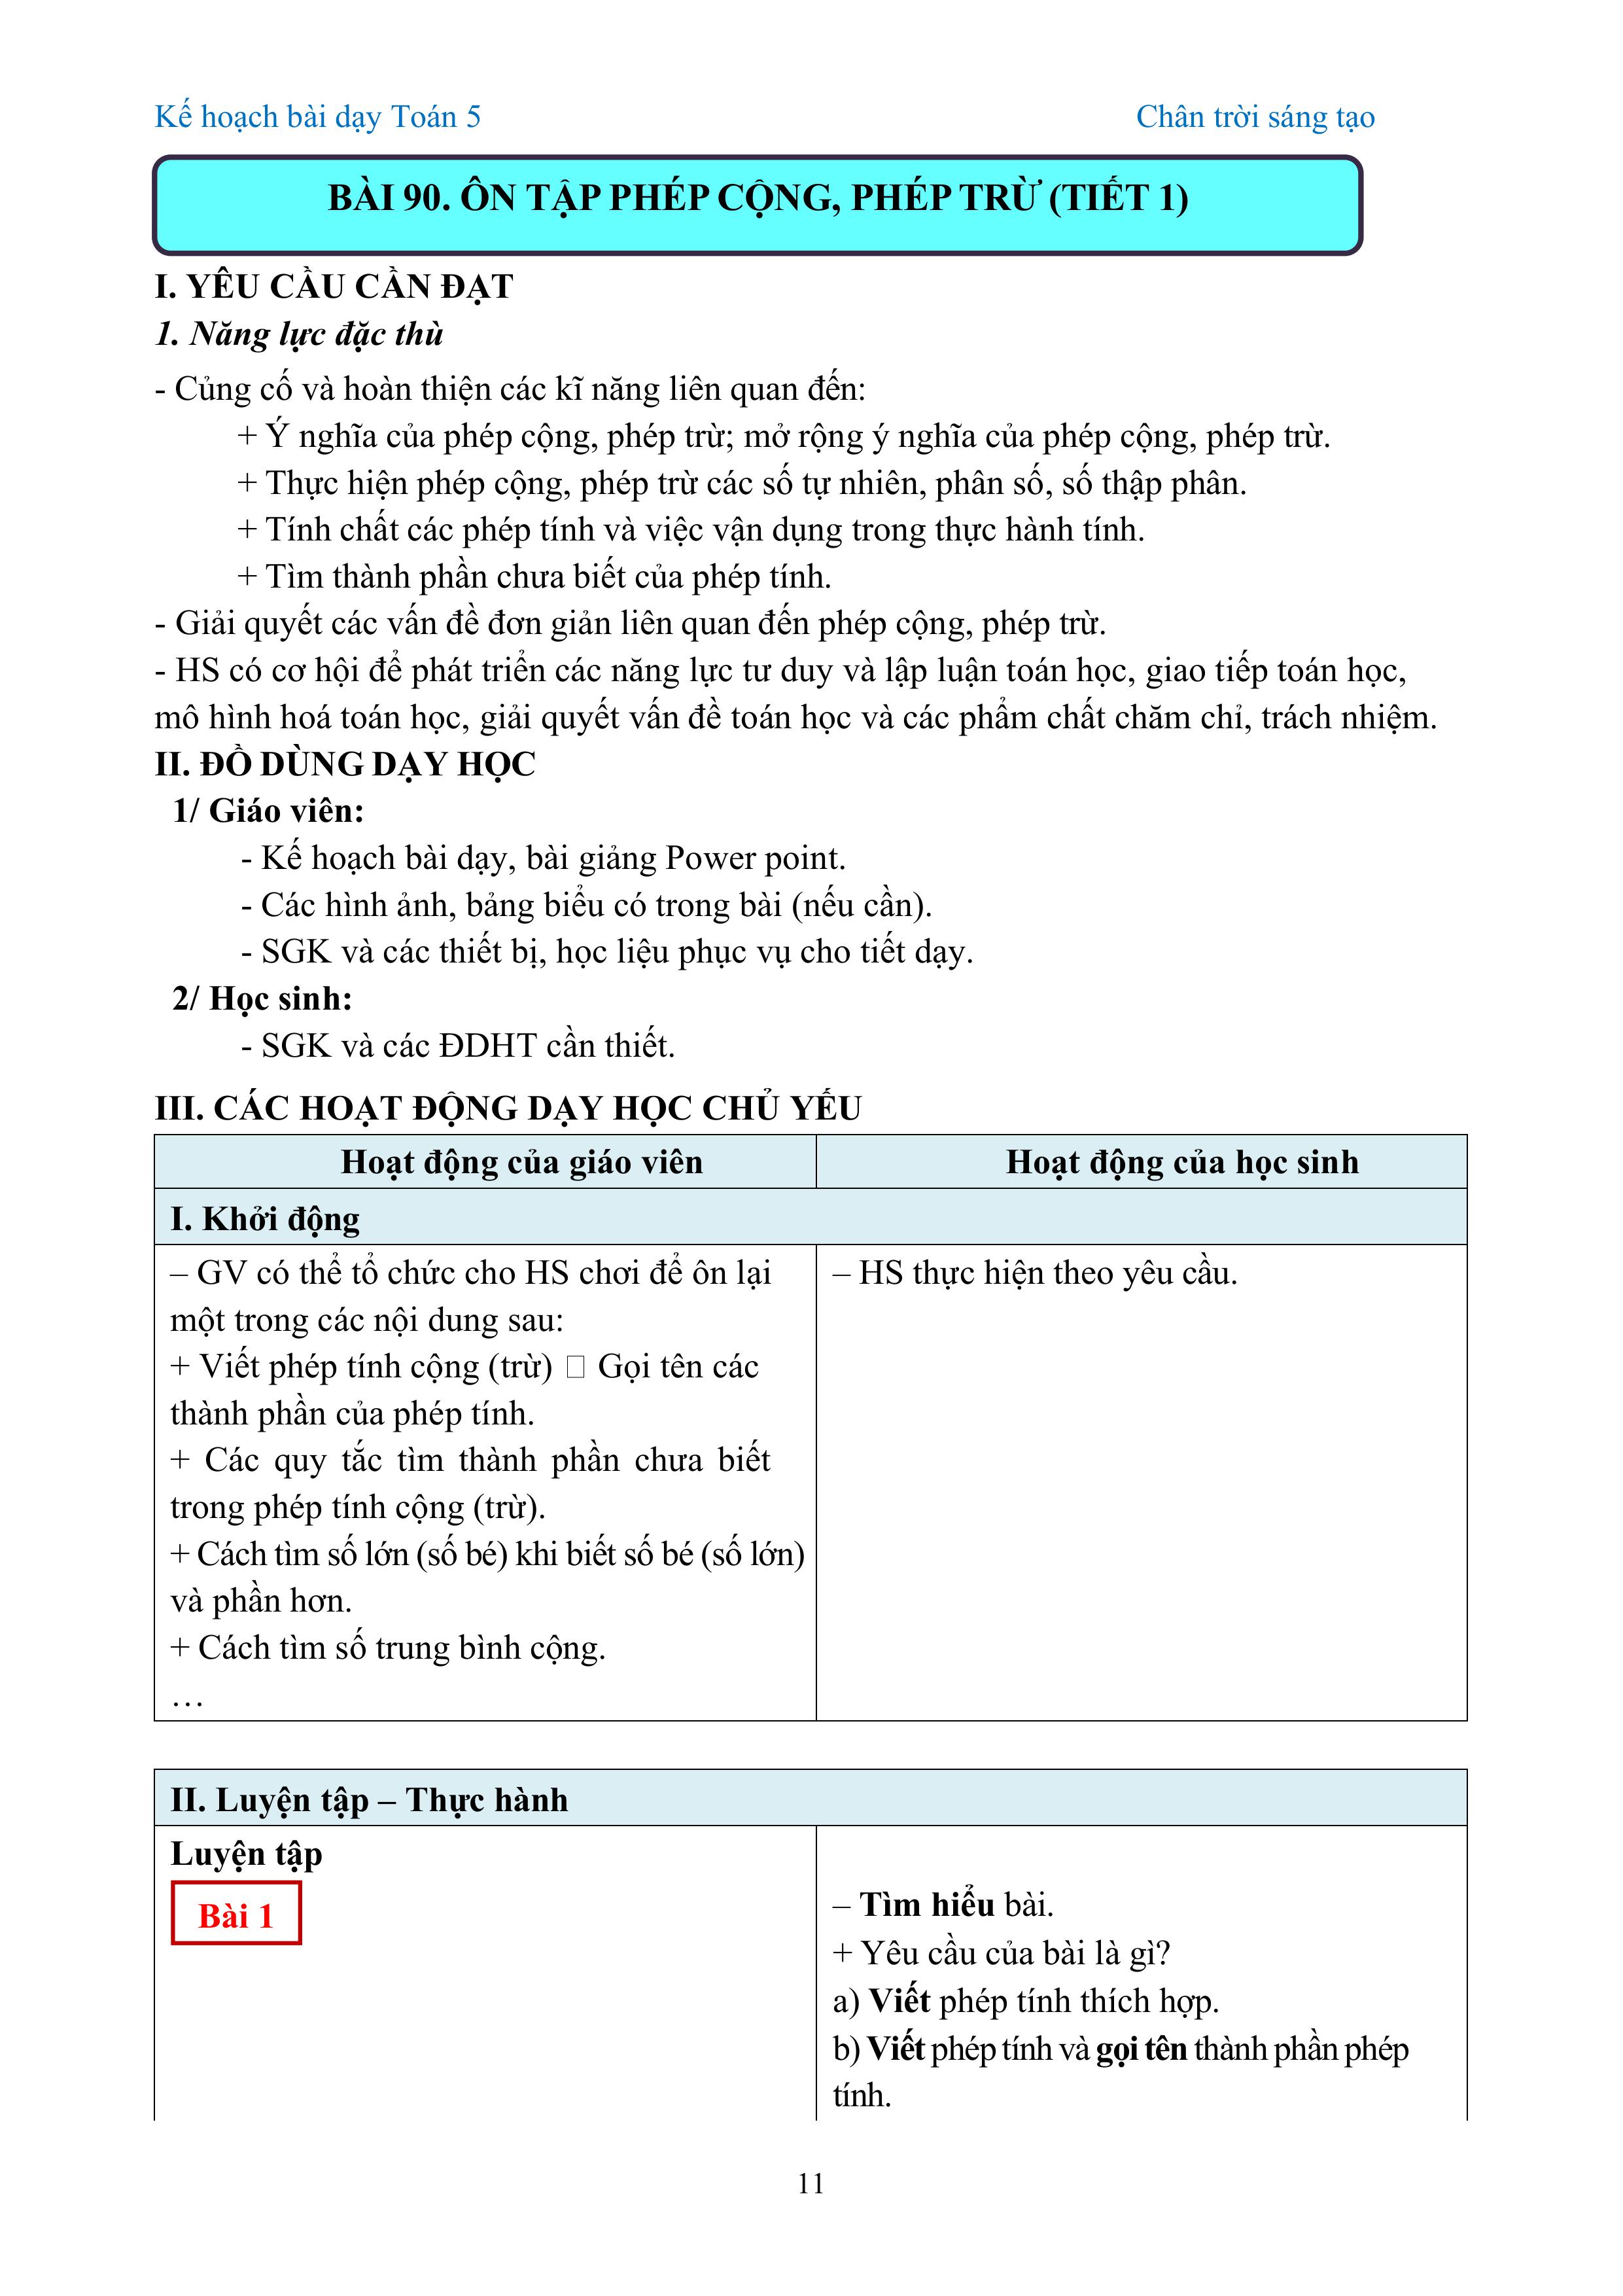 Kế hoạch bài dạy Toán 5 Chân trời sáng tạo
BÀI 90. ÔN TẬP PHÉP CỘNG, PHÉP TRỪ (TIẾT 1)
I. YÊU CẦU CẦN ĐẠT
1. Năng lực đặc thù
- Củng cố và hoàn thiện các kĩ năng liên quan đến:
+ Ý nghĩa của phép cộng, phép trừ; mở rộng ý nghĩa của phép cộng, phép trừ.
+ Thực hiện phép cộng, phép trừ các số tự nhiên, phân số, số thập phân.
+ Tính chất các phép tính và việc vận dụng trong thực hành tính.
+ Tìm thành phần chưa biết của phép tính.
- Giải quyết các vấn đề đơn giản liên quan đến phép cộng, phép trừ.
- HS có cơ hội để phát triển các năng lực tư duy và lập luận toán học, giao tiếp toán học,
mô hình hoá toán học, giải quyết vấn đề toán học và các phẩm chất chăm chỉ, trách nhiệm.
II. ĐỒ DÙNG DẠY HỌC
1/ Giáo viên:
- Kế hoạch bài dạy, bài giảng Power point.
- Các hình ảnh, bảng biểu có trong bài (nếu cần).
- SGK và các thiết bị, học liệu phục vụ cho tiết dạy.
2/ Học sinh:
- SGK và các ĐDHT cần thiết.
III. CÁC HOẠT ĐỘNG DẠY HỌC CHỦ YẾU
Hoạt động của giáo viên Hoạt động của học sinh
I. Khởi động
– GV có thể tổ chức cho HS chơi để ôn lại
một trong các nội dung sau:
+ Viết phép tính cộng (trừ) □ Gọi tên các
thành phần của phép tính.
+ Các quy tắc tìm thành phần chưa biết
trong phép tính cộng (trừ).
+ Cách tìm số lớn (số bé) khi biết số bé (số lớn)
và phần hơn.
+ Cách tìm số trung bình cộng.
…
– HS thực hiện theo yêu cầu.
II. Luyện tập – Thực hành
Luyện tập
Bài 1
– Tìm hiểu bài.
+ Yêu cầu của bài là gì?
a) Viết phép tính thích hợp.
b) Viết phép tính và gọi tên thành phần phép
tính.
11